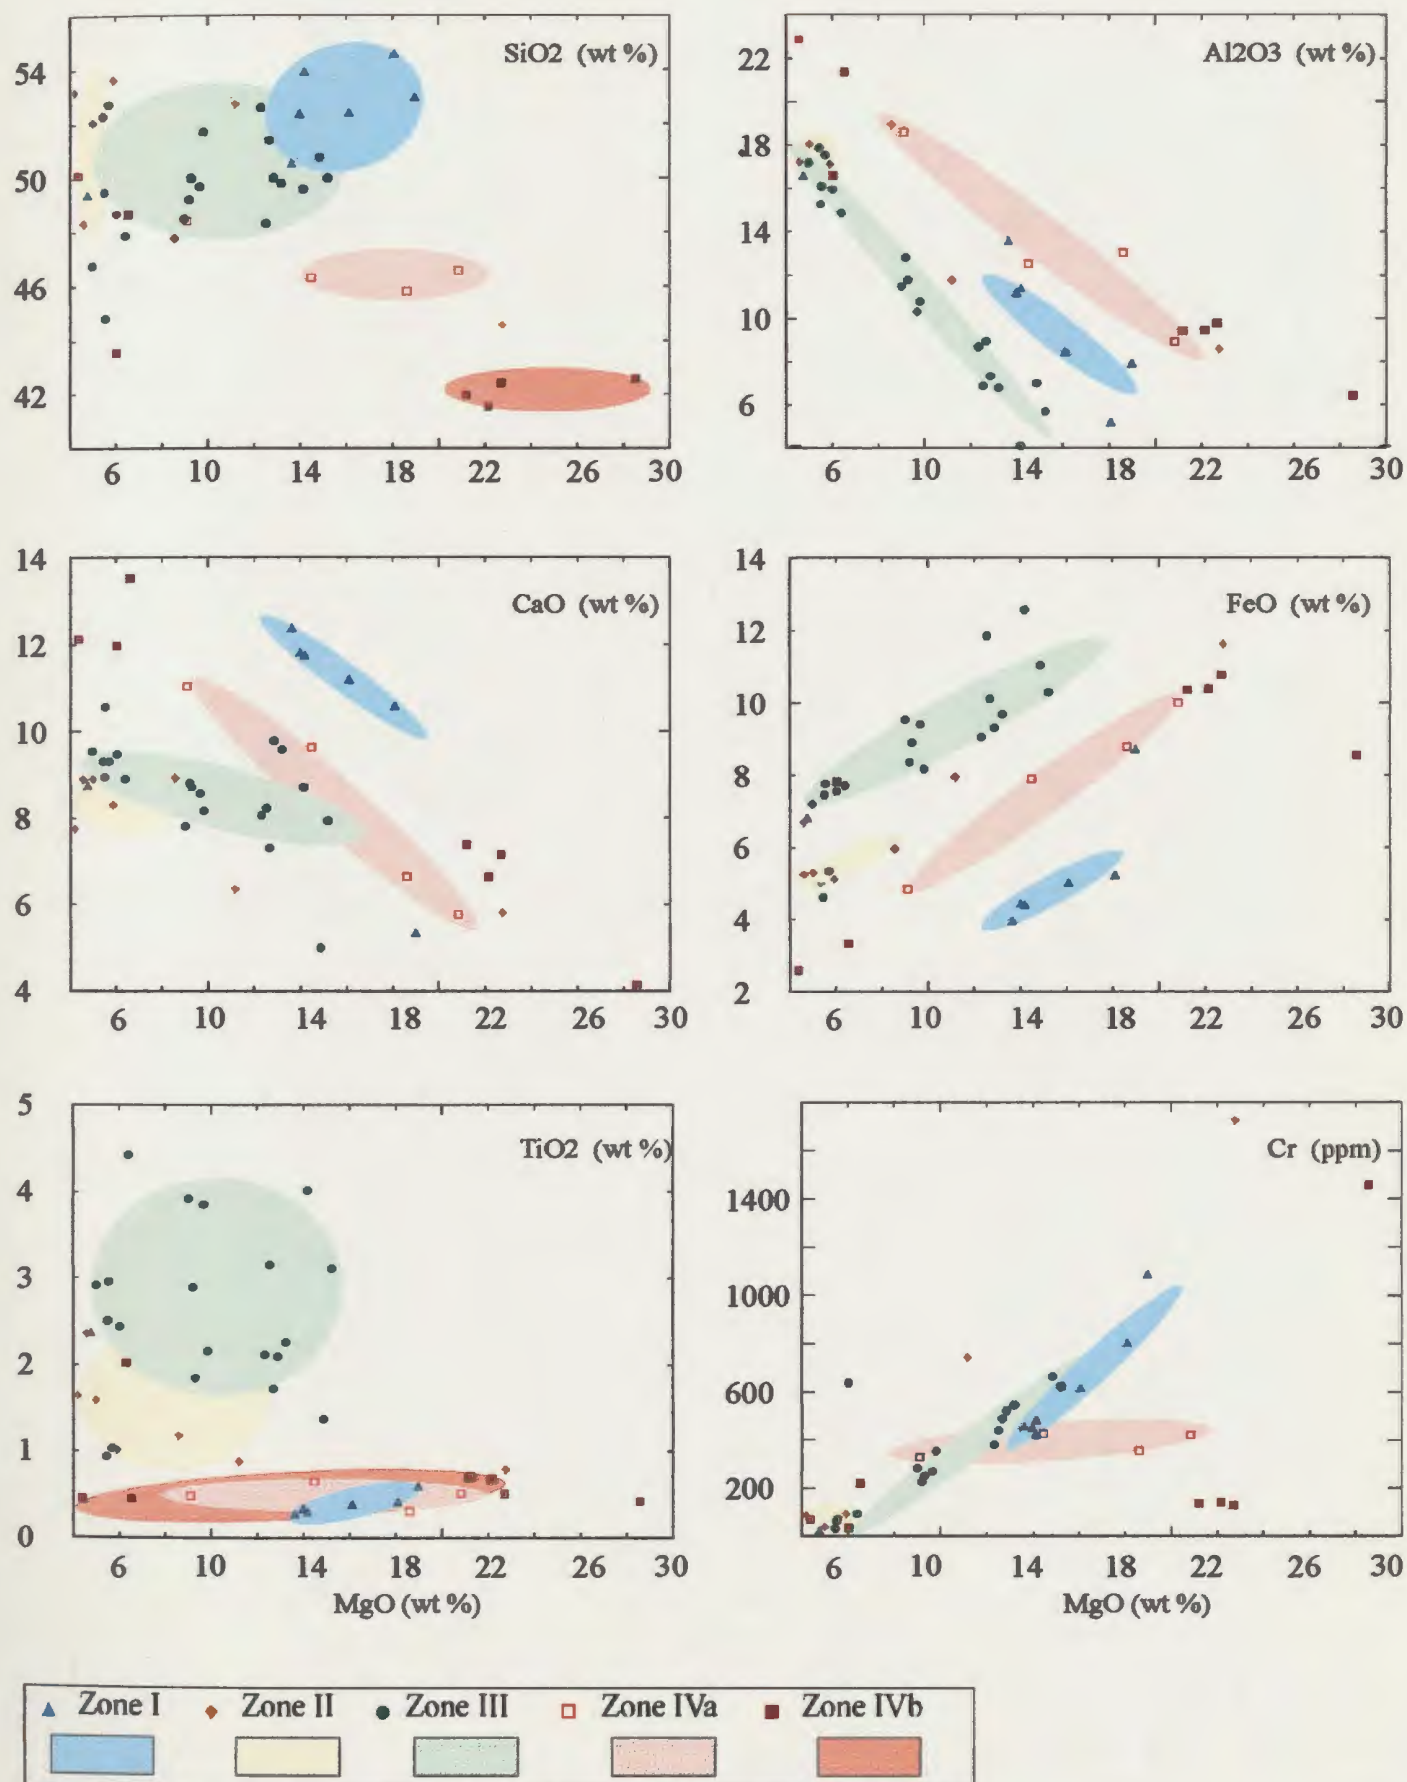 SiO2 (wt %)
54
50
46
42
6 10 14 18 22 26 30
Al2O3 (wt %)
22
18
14
10
6
6 10 14 18 22 26 30
CaO (wt %)
14
12
10
8
6
4
6 10 14 18 22 26 30
FeO (wt %)
14
12
10
8
6
4
2
6 10 14 18 22 26 30
TiO2 (wt %)
5
4
3
2
1
0
6 10 14 18 22 26 30
MgO (wt %)
Cr (ppm)
1400
1000
600
200
6 10 14 18 22 26 30
MgO (wt %)
Zone I Zone II Zone III Zone IVa Zone IVb